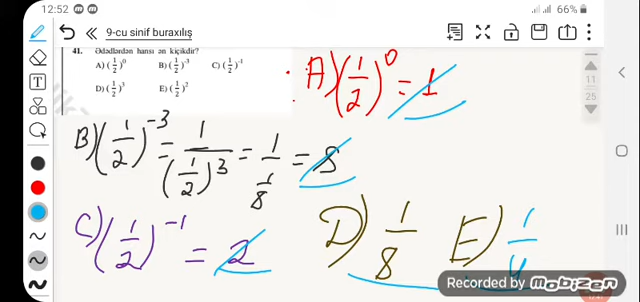 12:52
66%
9-cu sinif buraxılış
41. Ədədlərdən hansı ən kiçikdir?
A) (1/2)^0 B) (1/2)^-3 C) (1/2)^-1
D) (1/2)^3 E) (1/2)^2
A) (1/2)^0 = 1
B) (1/2)^-3 = 1/(1/2)^3 = 1/(1/8) = 8
C) (1/2)^-1 = 2
D) 1/8 E) 1/4
11
25
Recorded by mobizen